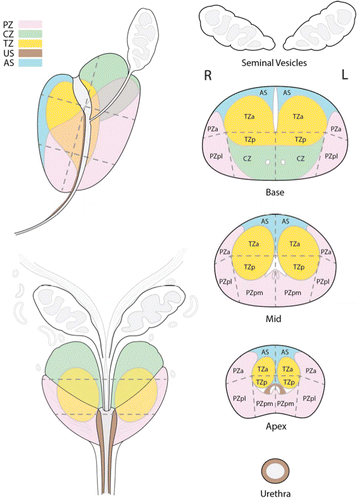 PZ
CZ
TZ
US
AS
Seminal Vesicles
R L
AS AS
TZa TZa
PZa PZa
TZp TZp
PZpl CZ CZ PZpl
Base
AS AS
TZa TZa
PZa PZa
TZp TZp
PZpl PZpl
PZpm PZpm
Mid
AS AS
PZa TZa TZa PZa
TZp TZp
PZpl PZpm PZpm PZpl
Apex
Urethra